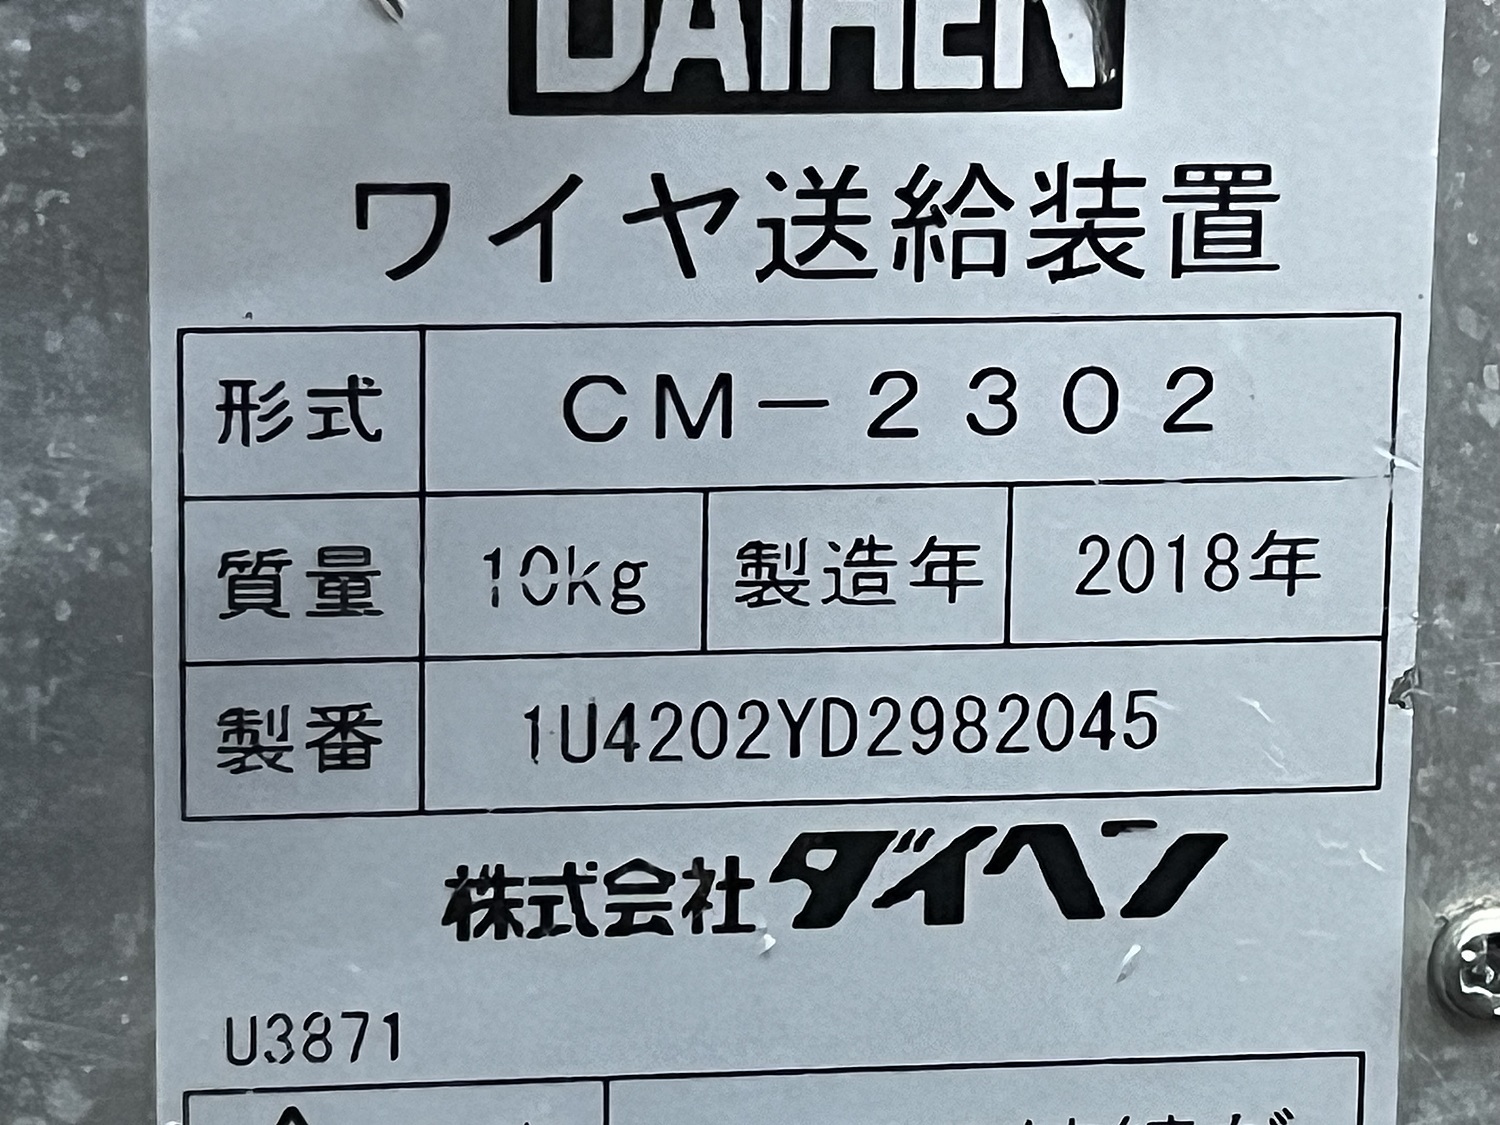 DAIHEN
ワイヤ送給装置
形式 CM-2302
質量 10kg 製造年 2018年
製番 1U4202YD2982045
株式会社ダイヘン
U3871